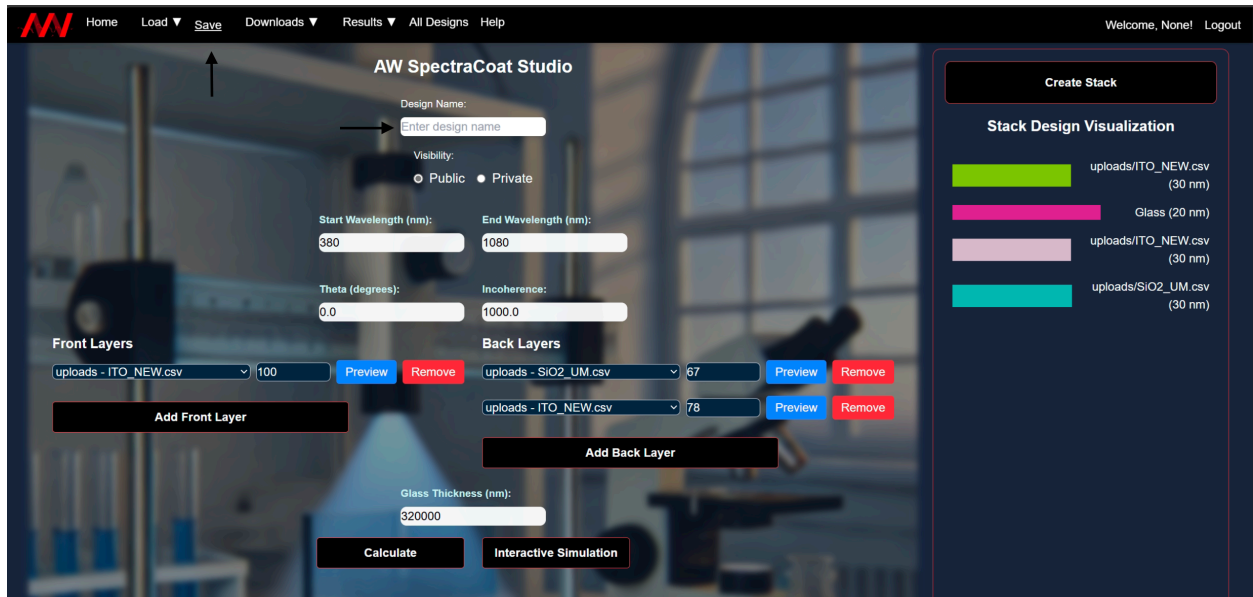 Home Load ▼ Save Downloads ▼ Results ▼ All Designs Help Welcome, None! Logout
AW SpectraCoat Studio
Design Name:
Enter design name
Visibility:
Public Private
Start Wavelength (nm): End Wavelength (nm):
380 1080
Theta (degrees): Incoherence:
0.0 1000.0
Front Layers Back Layers
uploads - ITO_NEW.csv 100 Preview Remove uploads - SiO2_UM.csv 67 Preview Remove
uploads - ITO_NEW.csv 78 Preview Remove
Add Front Layer
Add Back Layer
Glass Thickness (nm):
320000
Calculate Interactive Simulation
Create Stack
Stack Design Visualization
uploads/ITO_NEW.csv
(30 nm)
Glass (20 nm)
uploads/ITO_NEW.csv
(30 nm)
uploads/SiO2_UM.csv
(30 nm)